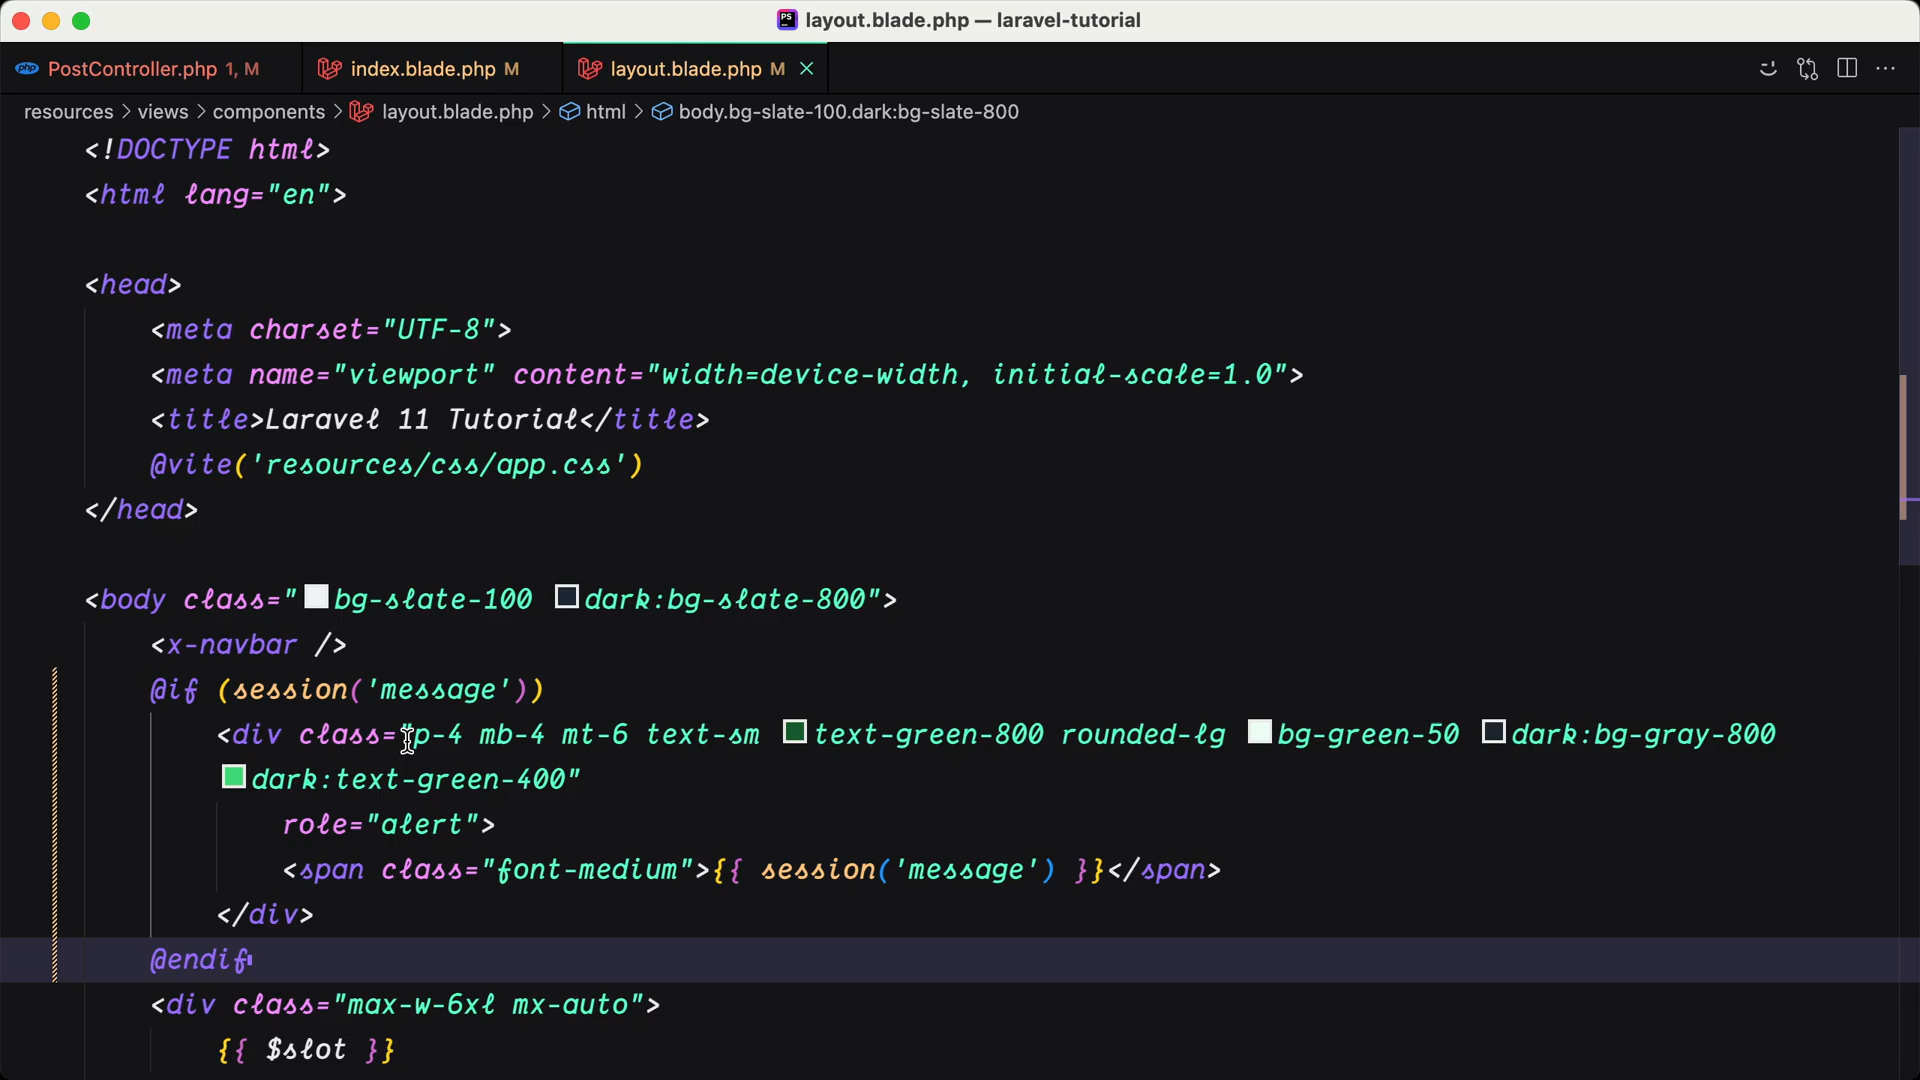 PS layout.blade.php — laravel-tutorial
php PostController.php 1, M
index.blade.php M
layout.blade.php M
resources > views > components > layout.blade.php > html > body.bg-slate-100.dark:bg-slate-800
<!DOCTYPE html>
<html lang="en">
<head>
<meta charset="UTF-8">
<meta name="viewport" content="width=device-width, initial-scale=1.0">
<title>Laravel 11 Tutorial</title>
@vite('resources/css/app.css')
</head>
<body class="bg-slate-100 dark:bg-slate-800">
<x-navbar />
@if (session('message'))
<div class="p-4 mb-4 mt-6 text-sm text-green-800 rounded-lg bg-green-50 dark:bg-gray-800
dark:text-green-400"
role="alert">
<span class="font-medium">{{ session('message') }}</span>
</div>
@endif
<div class="max-w-6xl mx-auto">
{{ $slot }}